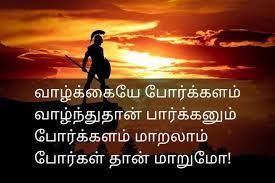 வாழ்க்கையே போர்க்களம்
வாழ்ந்துதான் பார்க்கனும்
போர்க்களம் மாறலாம்
போர்கள் தான் மாறுமோ!